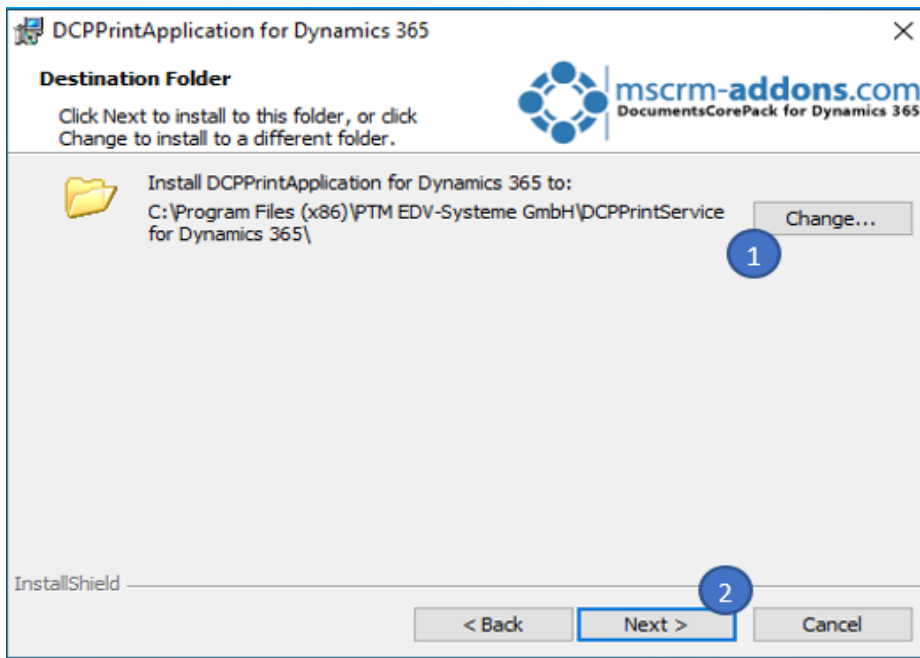 DCPPrintApplication for Dynamics 365
Destination Folder
Click Next to install to this folder, or click
Change to install to a different folder.
mscrm-addons.com
DocumentsCorePack for Dynamics 365
Install DCPPrintApplication for Dynamics 365 to:
C:\Program Files (x86)\PTM EDV-Systeme GmbH\DCPPrintService
for Dynamics 365\
Change...
1
InstallShield
2
< Back
Next >
Cancel